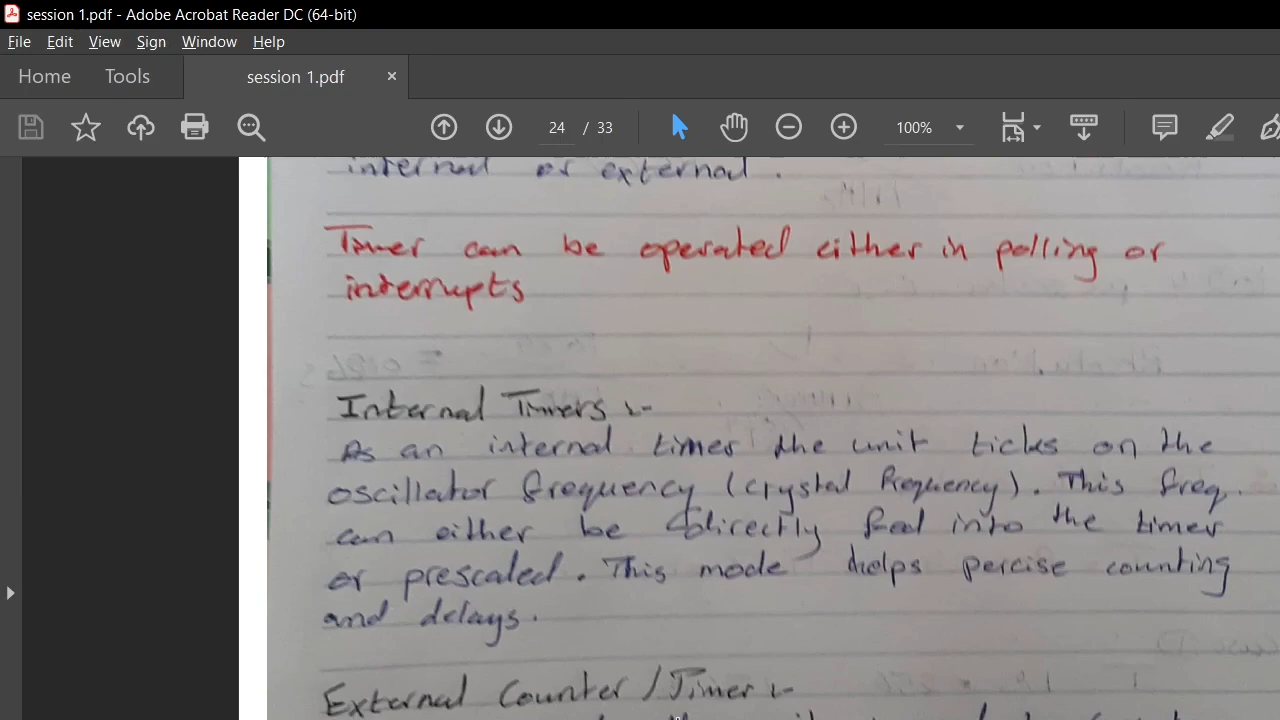 session 1.pdf - Adobe Acrobat Reader DC (64-bit)
File Edit View Sign Window Help
Home Tools session 1.pdf ×
24 / 33 100%
internal or external .
Timer can be operated either in polling or
interrupts
Internal Timers :-
As an internal timer the unit ticks on the
oscillator frequency (crystal frequency). This freq.
can either be directly feed into the timer
or prescaled. This mode helps percise counting
and delays.
External Counter / Timer :-